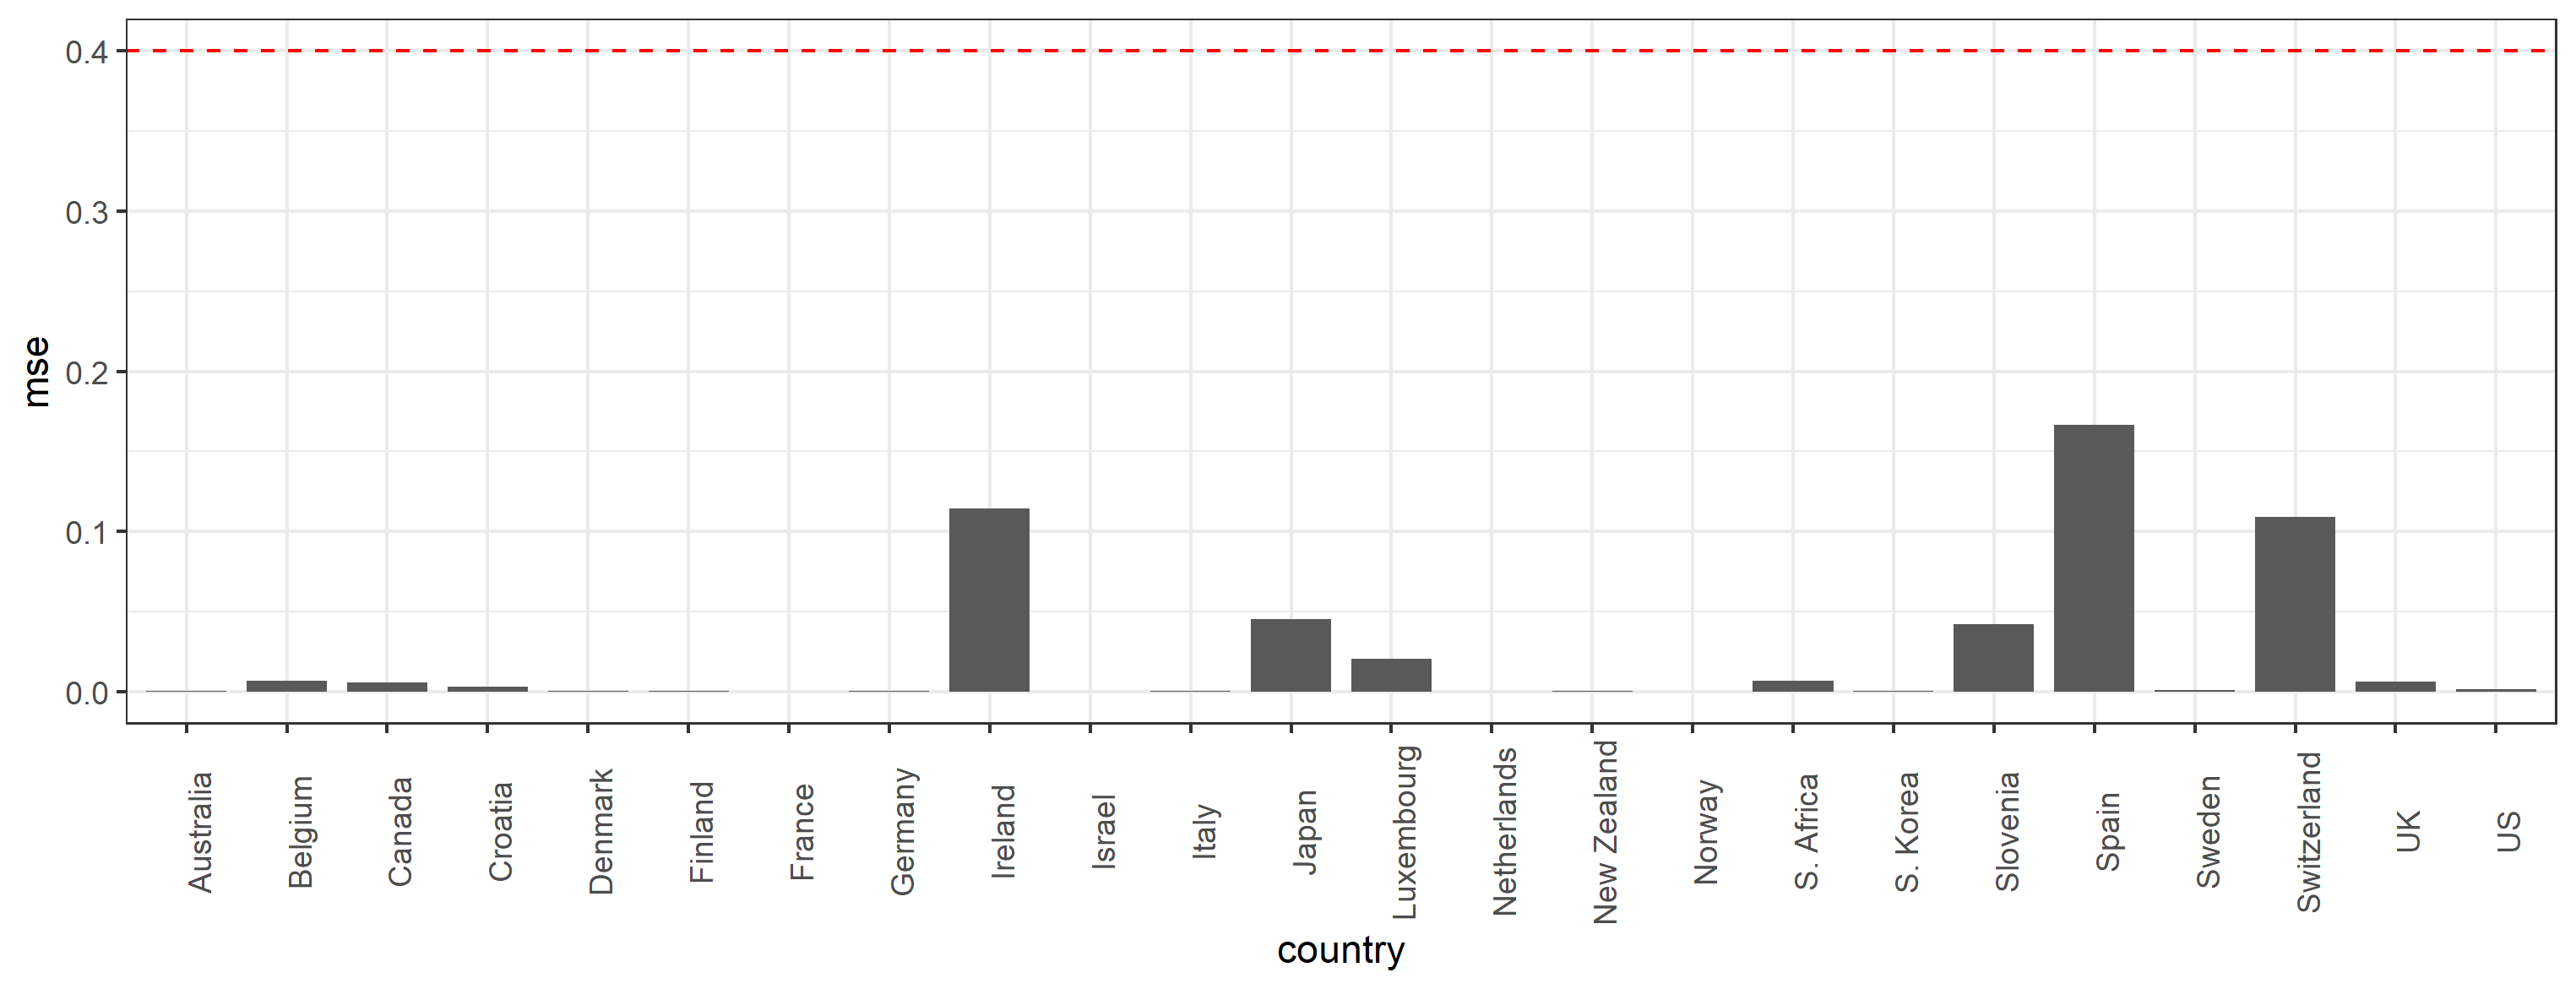 mse
0.4
0.3
0.2
0.1
0.0
Australia
Belgium
Canada
Croatia
Denmark
Finland
France
Germany
Ireland
Israel
Italy
Japan
Luxembourg
Netherlands
New Zealand
Norway
S. Africa
S. Korea
Slovenia
Spain
Sweden
Switzerland
UK
US
country